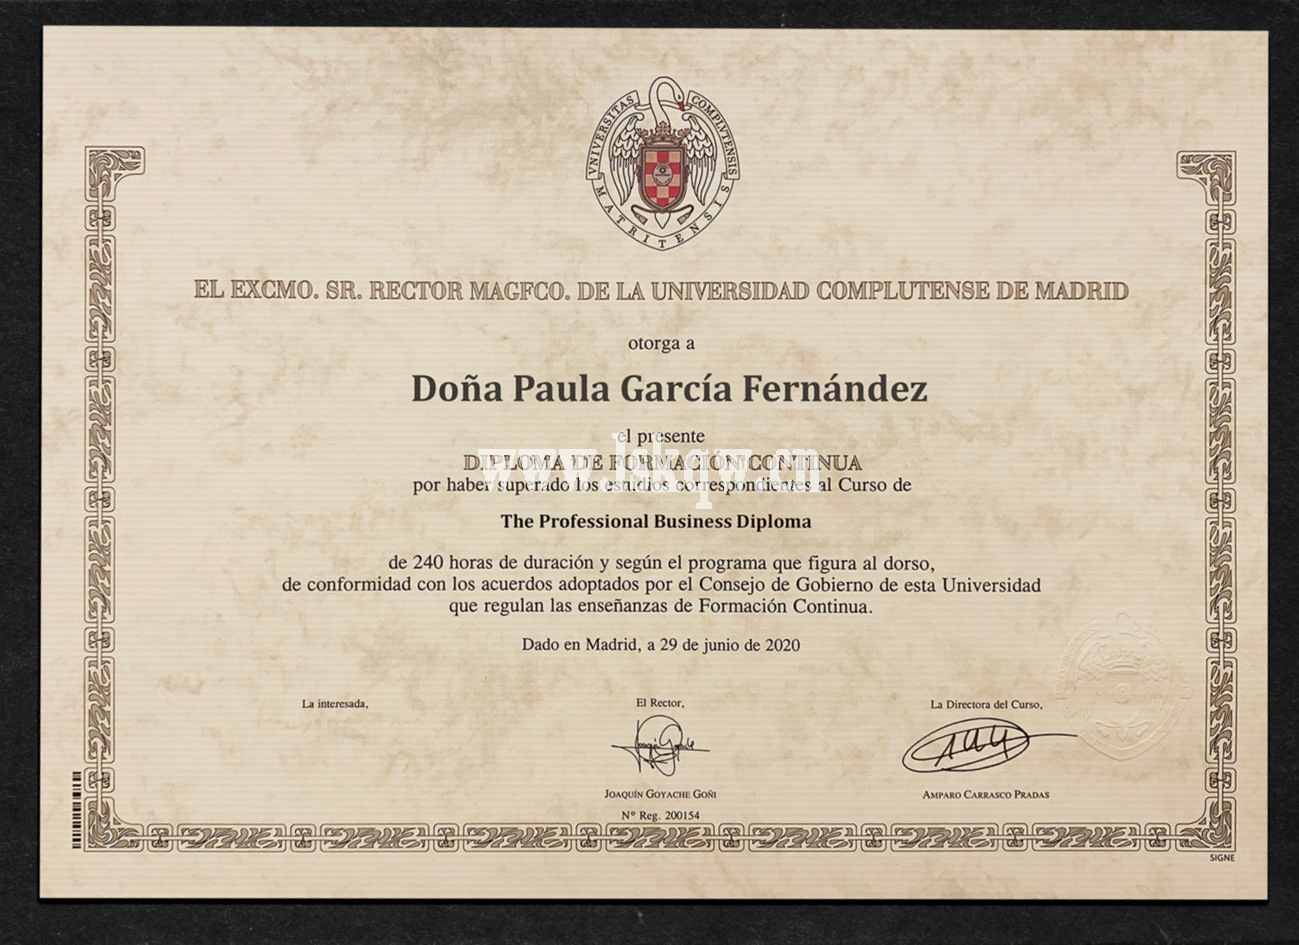 VNIVERSITAS COMPLVTENSIS
MATRITENSIS
EL EXCMO. SR. RECTOR MAGFCO. DE LA UNIVERSIDAD COMPLUTENSE DE MADRID
otorga a
Doña Paula García Fernández
el presente
DIPLOMA DE FORMACIÓN CONTINUA
www.lskqw.cn
por haber superado los estudios correspondientes al Curso de
The Professional Business Diploma
de 240 horas de duración y según el programa que figura al dorso,
de conformidad con los acuerdos adoptados por el Consejo de Gobierno de esta Universidad
que regulan las enseñanzas de Formación Continua.
Dado en Madrid, a 29 de junio de 2020
La interesada,
El Rector,
La Directora del Curso,
JOAQUÍN GOYACHE GOÑI
AMPARO CARRASCO PRADAS
Nº Reg. 200154
SIGNE